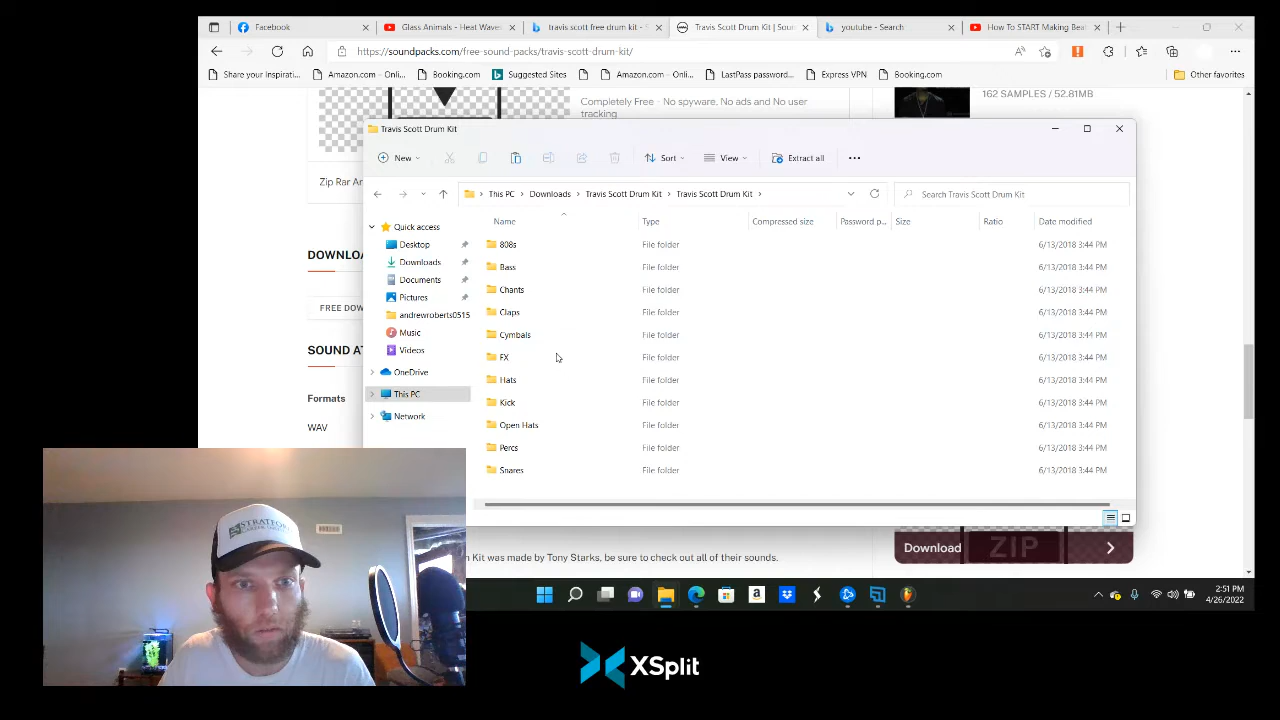 Facebook
Glass Animals - Heat Waves
travis scott free drum kit -
Travis Scott Drum Kit | Soun
youtube - Search
How To START Making Beat
https://soundpacks.com/free-sound-packs/travis-scott-drum-kit/
Share your Inspirati...
Amazon.com – Onli...
Booking.com
Suggested Sites
Amazon.com – Onli...
LastPass password...
Express VPN
Booking.com
Other favorites
Completely Free - No spyware, No ads and No user
tracking
162 SAMPLES / 52.81MB
Zip Rar
DOWNLOA
FREE DOW
SOUND AT
Formats
WAV
Travis Scott Drum Kit
New
Sort
View
Extract all
This PC > Downloads > Travis Scott Drum Kit > Travis Scott Drum Kit >
Search Travis Scott Drum Kit
Name Type Compressed size Password p... Size Ratio Date modified
Quick access
Desktop
Downloads
Documents
Pictures
andrewroberts0515
Music
Videos
OneDrive
This PC
Network
808s File folder 6/13/2018 3:44 PM
Bass File folder 6/13/2018 3:44 PM
Chants File folder 6/13/2018 3:44 PM
Claps File folder 6/13/2018 3:44 PM
Cymbals File folder 6/13/2018 3:44 PM
FX File folder 6/13/2018 3:44 PM
Hats File folder 6/13/2018 3:44 PM
Kick File folder 6/13/2018 3:44 PM
Open Hats File folder 6/13/2018 3:44 PM
Percs File folder 6/13/2018 3:44 PM
Snares File folder 6/13/2018 3:44 PM
Kit was made by Tony Starks, be sure to check out all of their sounds.
Download
ZIP
2:51 PM
4/26/2022
XSplit